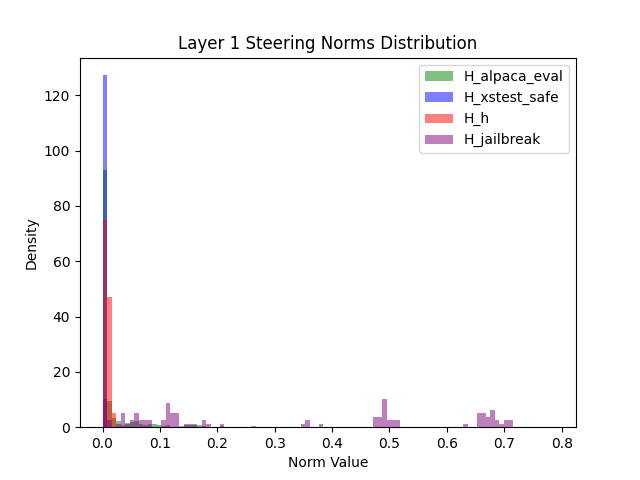 Layer 1 Steering Norms Distribution
H_alpaca_eval
H_xstest_safe
H_h
H_jailbreak
Density
120
100
80
60
40
20
0
0.0 0.1 0.2 0.3 0.4 0.5 0.6 0.7 0.8
Norm Value